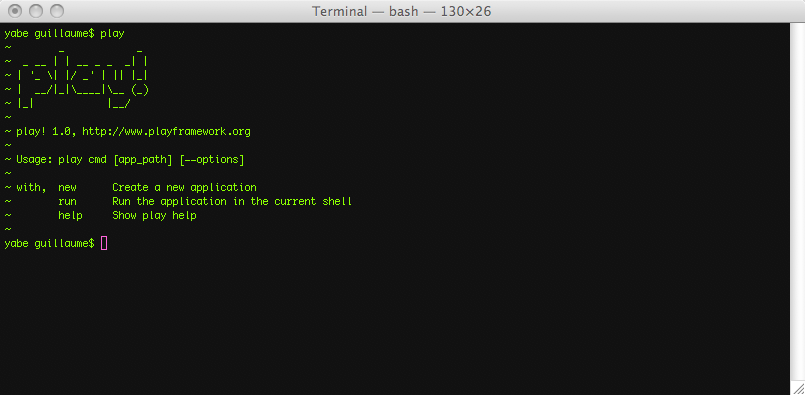 Terminal — bash — 130×26
yabe guillaume$ play
~        _            _
~  _ __ | | __ _ _  _| |
~ | '_ \| |/ _' | || |_|
~ |  __/|_|\____|\__ (_)
~ |_|            |__/
~
~ play! 1.0, http://www.playframework.org
~
~ Usage: play cmd [app_path] [--options]
~
~ with,  new      Create a new application
~        run      Run the application in the current shell
~        help     Show play help
~
yabe guillaume$